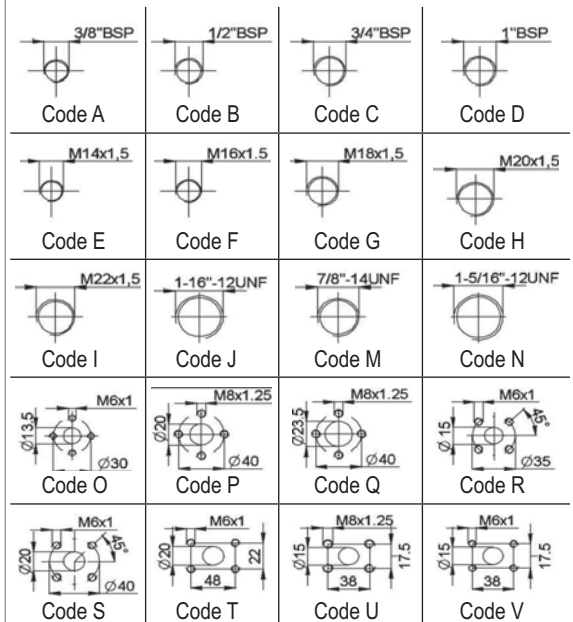 3/8"BSP
Code A
1/2"BSP
Code B
3/4"BSP
Code C
1"BSP
Code D
M14x1,5
Code E
M16x1.5
Code F
M18x1,5
Code G
M20x1,5
Code H
M22x1,5
Code I
1-16"-12UNF
Code J
7/8"-14UNF
Code M
1-5/16"-12UNF
Code N
M6x1
Ø13.5
Ø30
Code O
M8x1.25
Ø20
Ø40
Code P
M8x1.25
Ø23.5
Ø40
Code Q
M6x1
45°
Ø15
Ø35
Code R
M6x1
45°
Ø20
Ø40
Code S
M6x1
Ø20
22
48
Code T
M8x1.25
Ø15
17.5
38
Code U
M6x1
Ø15
17.5
38
Code V